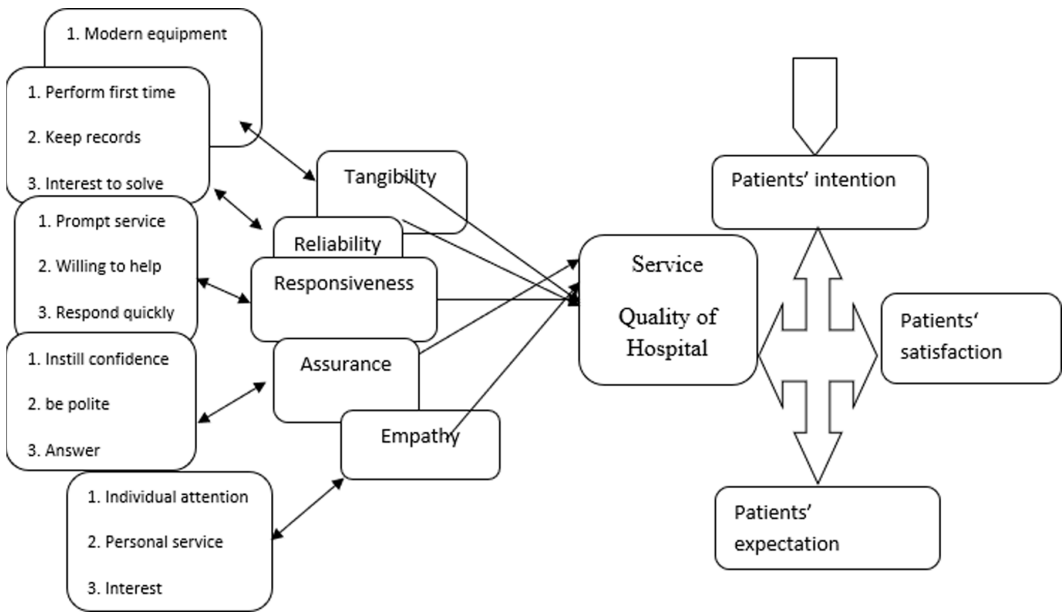 1. Modern equipment
1. Perform first time
2. Keep records
3. Interest to solve
1. Prompt service
2. Willing to help
3. Respond quickly
1. Instill confidence
2. be polite
3. Answer
1. Individual attention
2. Personal service
3. Interest
Tangibility
Reliability
Responsiveness
Assurance
Empathy
Service
Quality of
Hospital
Patients’ intention
Patients‘
satisfaction
Patients’
expectation